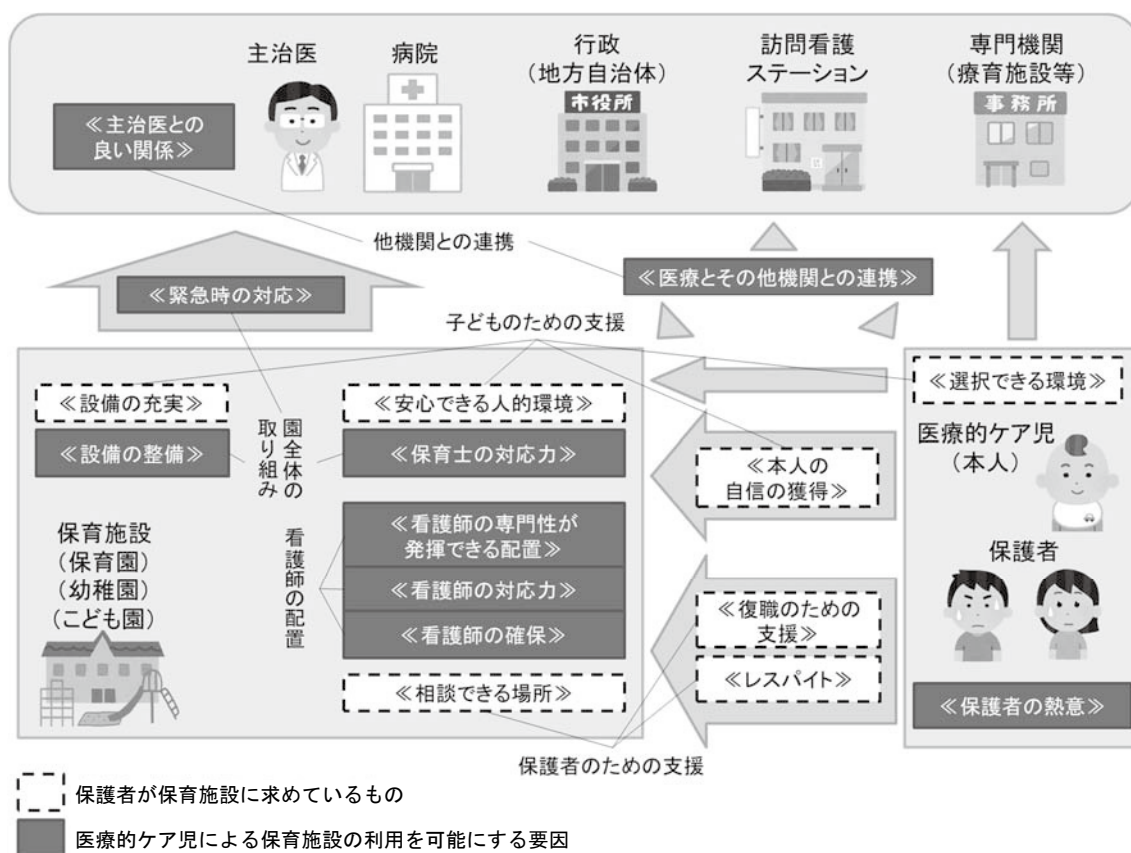 主治医
病院
行政
（地方自治体）
訪問看護
ステーション
専門機関
（療育施設等）
≪主治医との
良い関係≫
市役所
事務所
他機関との連携
≪医療とその他機関との連携≫
≪緊急時の対応≫
子どものための支援
≪設備の充実≫
≪安心できる人的環境≫
≪選択できる環境≫
≪設備の整備≫
園全体の
取り組み
≪保育士の対応力≫
≪本人の
自信の獲得≫
医療的ケア児
（本人）
保育施設
（保育園）
（幼稚園）
（こども園）
看護師の配置
≪看護師の専門性が
発揮できる配置≫
≪看護師の対応力≫
≪看護師の確保≫
≪相談できる場所≫
≪復職のための
支援≫
≪レスパイト≫
保護者
≪保護者の熱意≫
保護者のための支援
保護者が保育施設に求めているもの
医療的ケア児による保育施設の利用を可能にする要因